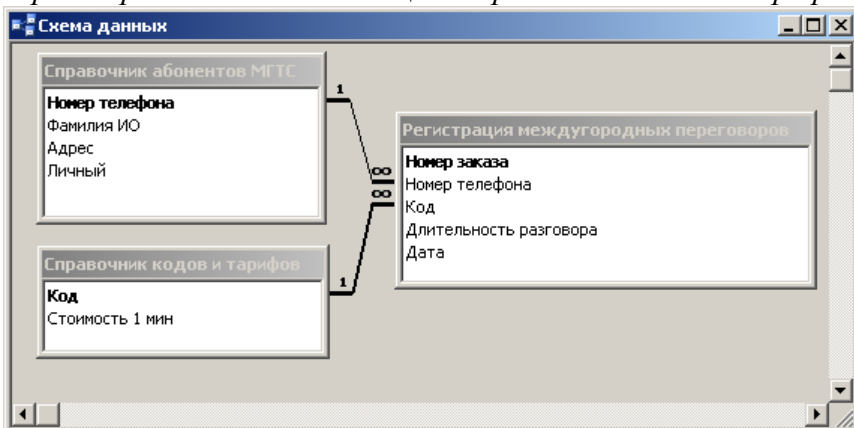 Схема данных
Справочник абонентов МГТС
Номер телефона
Фамилия ИО
Адрес
Личный
1
∞
∞
1
Справочник кодов и тарифов
Код
Стоимость 1 мин
Регистрация междугородных переговоров
Номер заказа
Номер телефона
Код
Длительность разговора
Дата